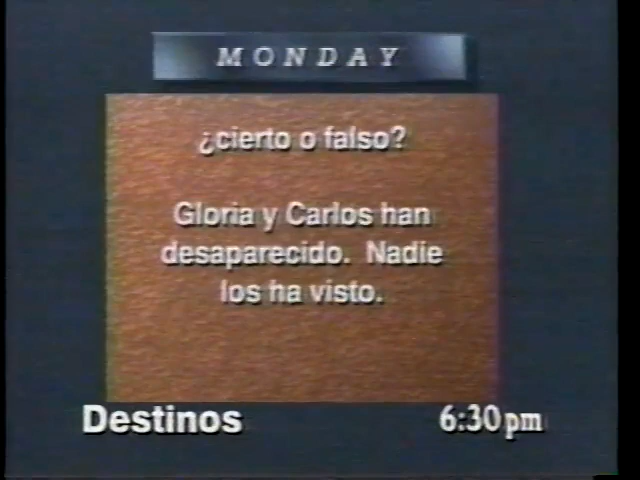 MONDAY
¿cierto o falso?
Gloria y Carlos han
desaparecido. Nadie
los ha visto.
Destinos 6:30pm